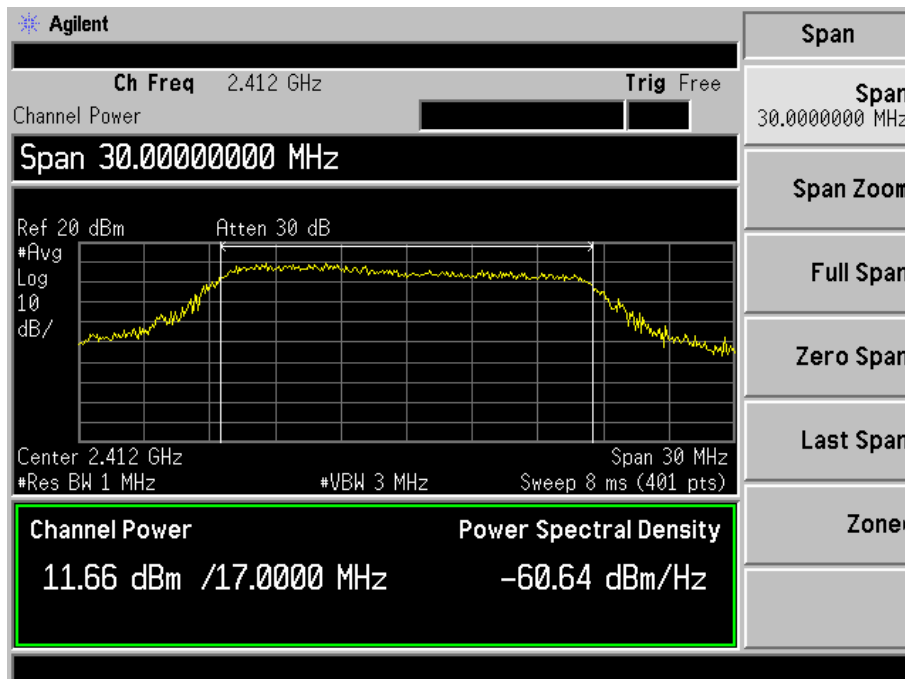 Agilent
Ch Freq 2.412 GHz Trig Free
Channel Power
Span 30.00000000 MHz
Ref 20 dBm Atten 30 dB
#Avg
Log
10
dB/
Center 2.412 GHz Span 30 MHz
#Res BW 1 MHz #VBW 3 MHz Sweep 8 ms (401 pts)
Channel Power Power Spectral Density
11.66 dBm /17.0000 MHz -60.64 dBm/Hz
Span
Span
30.0000000 MHz
Span Zoom
Full Span
Zero Span
Last Span
Zone